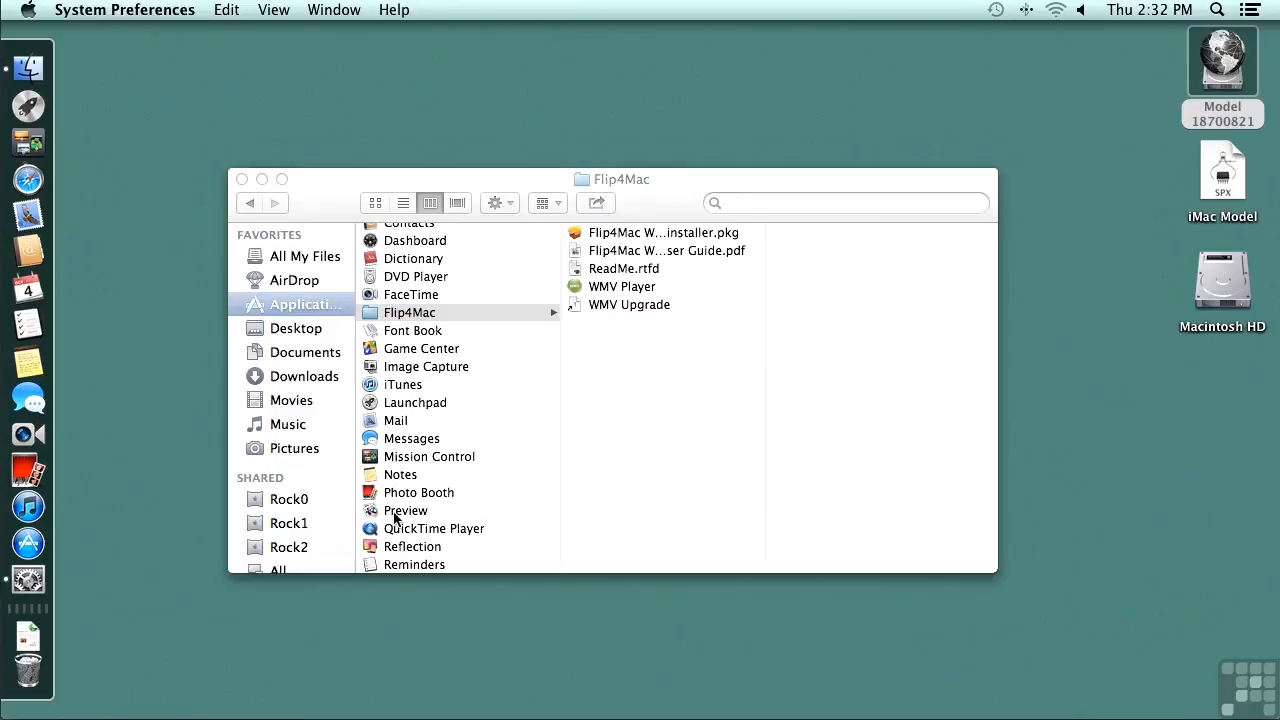 System Preferences Edit View Window Help Thu 2:32 PM
Model
18700821
SPX
iMac Model
Macintosh HD
OCT
4
Flip4Mac
FAVORITES
All My Files
AirDrop
Applicati...
Desktop
Documents
Downloads
Movies
Music
Pictures
SHARED
Rock0
Rock1
Rock2
All
Contacts
Dashboard
Dictionary
DVD Player
FaceTime
Flip4Mac
Font Book
Game Center
Image Capture
iTunes
Launchpad
Mail
Messages
Mission Control
Notes
Photo Booth
Preview
QuickTime Player
Reflection
Reminders
Flip4Mac W...installer.pkg
Flip4Mac W...ser Guide.pdf
ReadMe.rtfd
WMV Player
WMV Upgrade